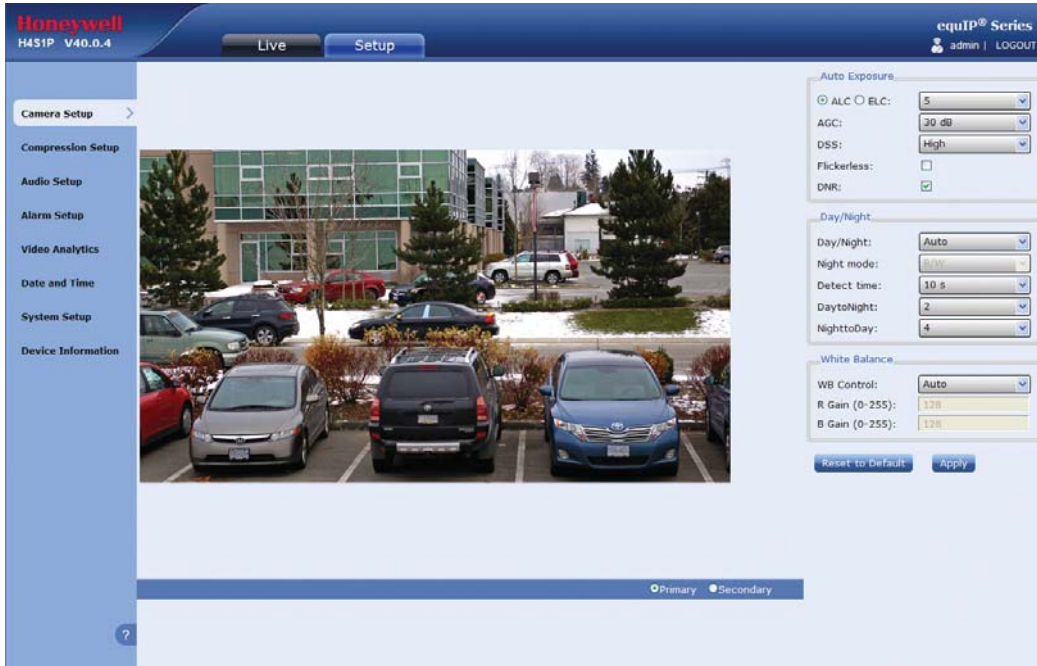 Honeywell
H4S1P V40.0.4
Live
Setup
equIP® Series
admin | LOGOUT
Camera Setup
Compression Setup
Audio Setup
Alarm Setup
Video Analytics
Date and Time
System Setup
Device Information
?
Auto Exposure
ALC ELC: 5
AGC: 30 dB
DSS: High
Flickerless:
DNR:
Day/Night
Day/Night: Auto
Night mode: B/W
Detect time: 10 s
DaytoNight: 2
NighttoDay: 4
White Balance
WB Control: Auto
R Gain (0-255): 128
B Gain (0-255): 128
Reset to Default Apply
Primary Secondary